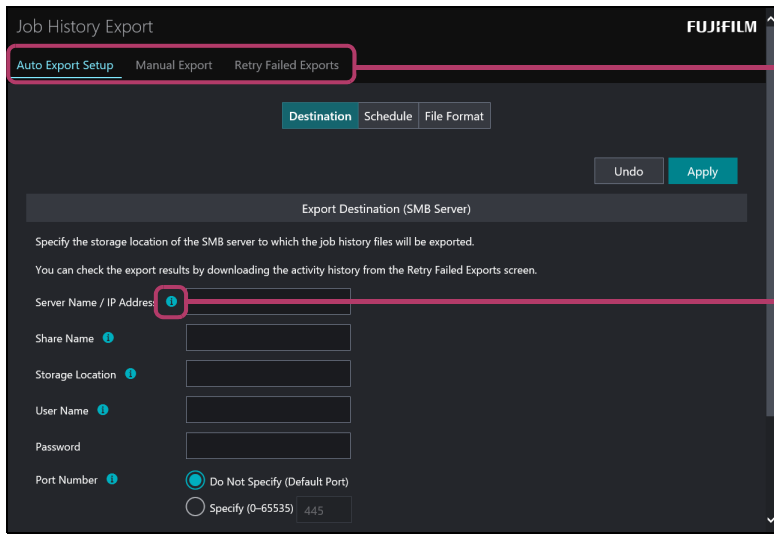 Job History Export
FUJIFILM
Auto Export Setup Manual Export Retry Failed Exports
Destination Schedule File Format
Undo Apply
Export Destination (SMB Server)
Specify the storage location of the SMB server to which the job history files will be exported.
You can check the export results by downloading the activity history from the Retry Failed Exports screen.
Server Name / IP Address
Share Name
Storage Location
User Name
Password
Port Number Do Not Specify (Default Port)
Specify (0–65535) 445